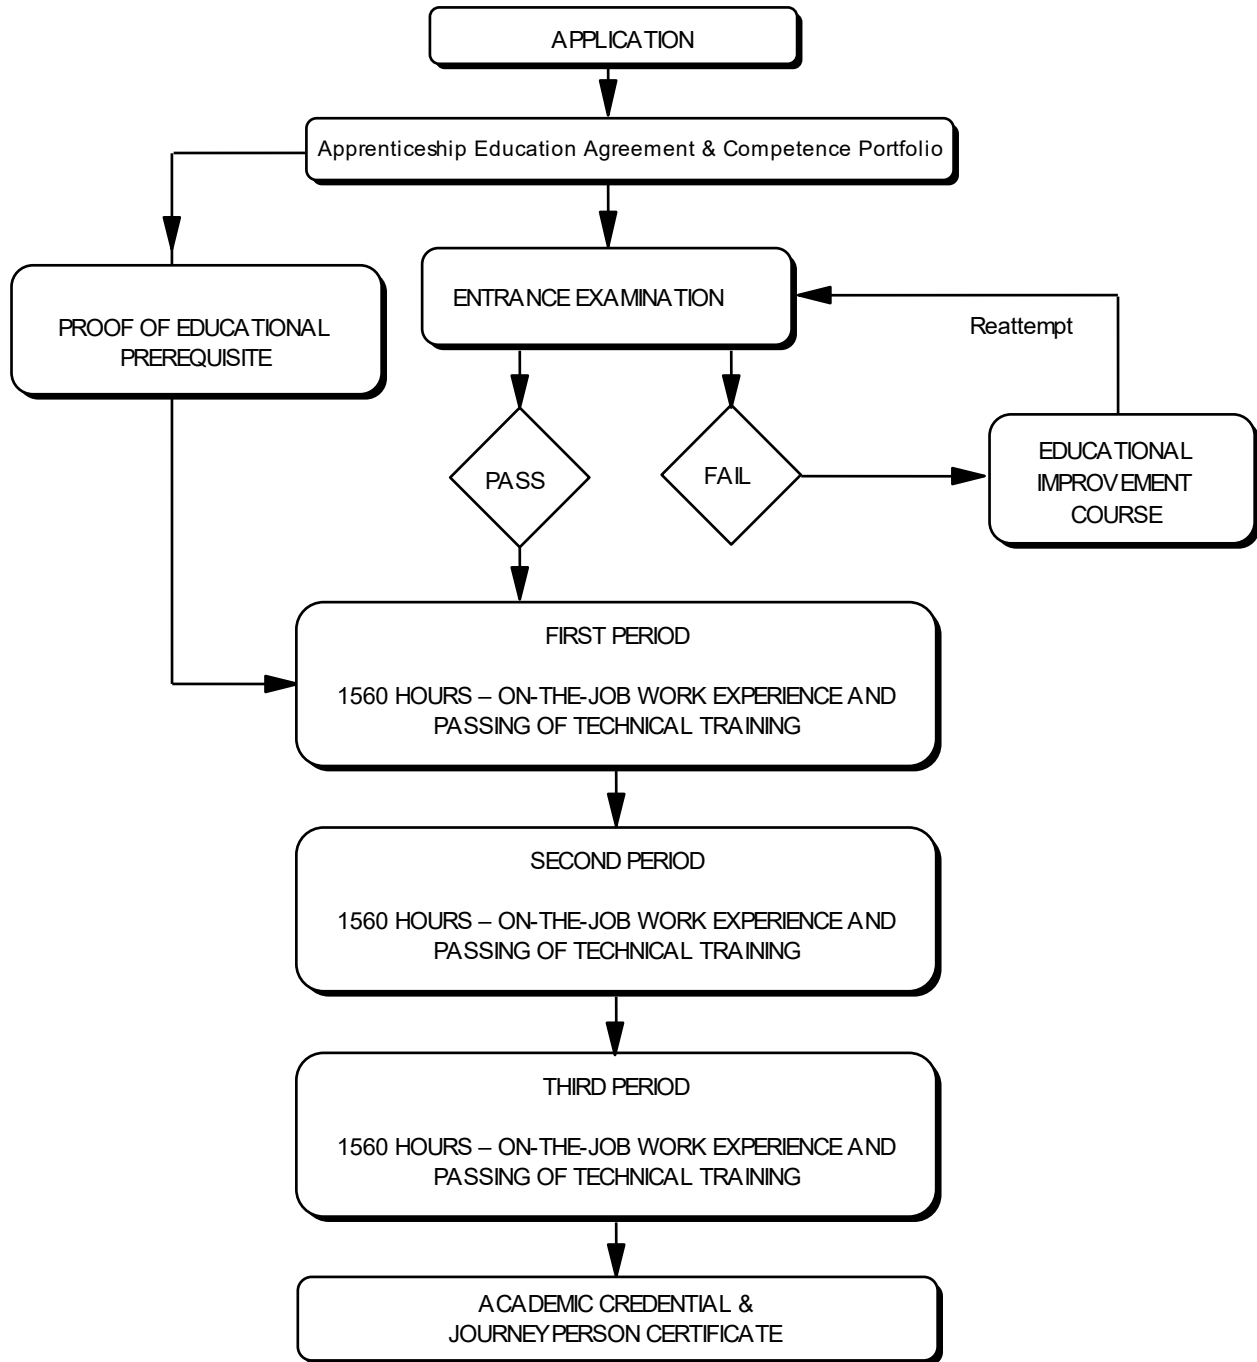 APPLICATION
Apprenticeship Education Agreement & Competence Portfolio
ENTRANCE EXAMINATION
PROOF OF EDUCATIONAL
PREREQUISITE
Reattempt
PASS
FAIL
EDUCATIONAL
IMPROVEMENT
COURSE
FIRST PERIOD
1560 HOURS – ON-THE-JOB WORK EXPERIENCE AND
PASSING OF TECHNICAL TRAINING
SECOND PERIOD
1560 HOURS – ON-THE-JOB WORK EXPERIENCE AND
PASSING OF TECHNICAL TRAINING
THIRD PERIOD
1560 HOURS – ON-THE-JOB WORK EXPERIENCE AND
PASSING OF TECHNICAL TRAINING
ACADEMIC CREDENTIAL &
JOURNEYPERSON CERTIFICATE